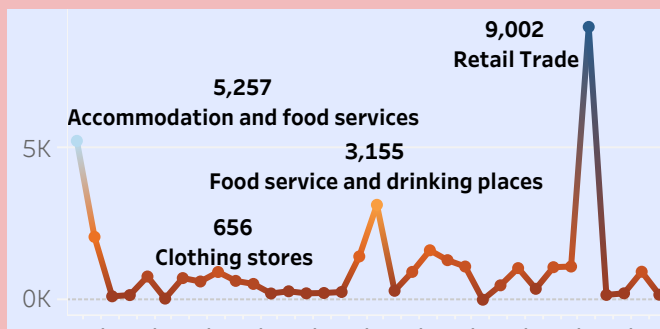 9,002
Retail Trade
5,257
Accommodation and food services
5K
3,155
Food service and drinking places
656
Clothing stores
0K